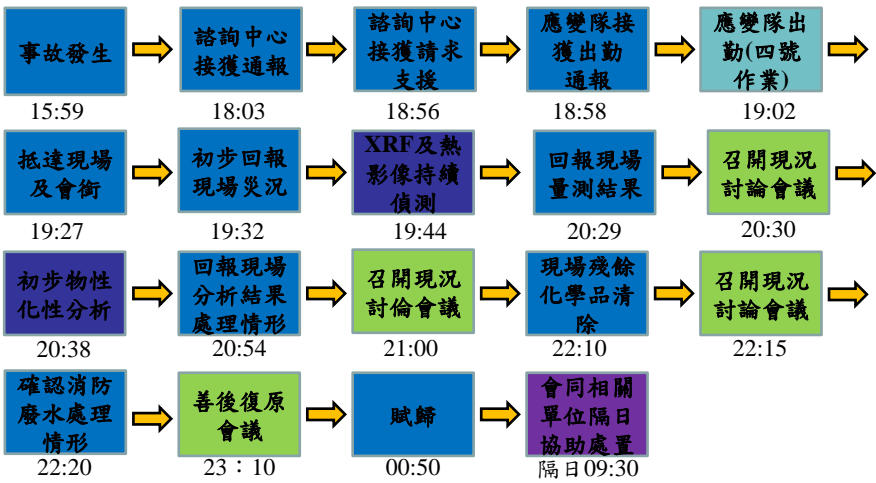 事故發生
15:59
諮詢中心
接獲通報
18:03
諮詢中心
接獲請求
支援
18:56
應變隊接
獲出勤
通報
18:58
應變隊出
勤(四號
作業)
19:02
抵達現場
及會銜
19:27
初步回報
現場災況
19:32
XRF及熱
影像持續
偵測
19:44
回報現場
量測結果
20:29
召開現況
討論會議
20:30
初步物性
化性分析
20:38
回報現場
分析結果
處理情形
20:54
召開現況
討倫會議
21:00
現場殘餘
化學品清
除
22:10
召開現況
討論會議
22:15
確認消防
廢水處理
情形
22:20
善後復原
會議
23：10
賦歸
00:50
會同相關
單位隔日
協助處置
隔日09:30